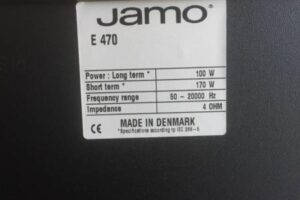 Jamo®
E 470
Power : Long term * 100 W
Short term * 170 W
Frequency range 50 - 20000 Hz
Impedance 4 OHM
CE MADE IN DENMARK
*Specifications according to IEC 268-5